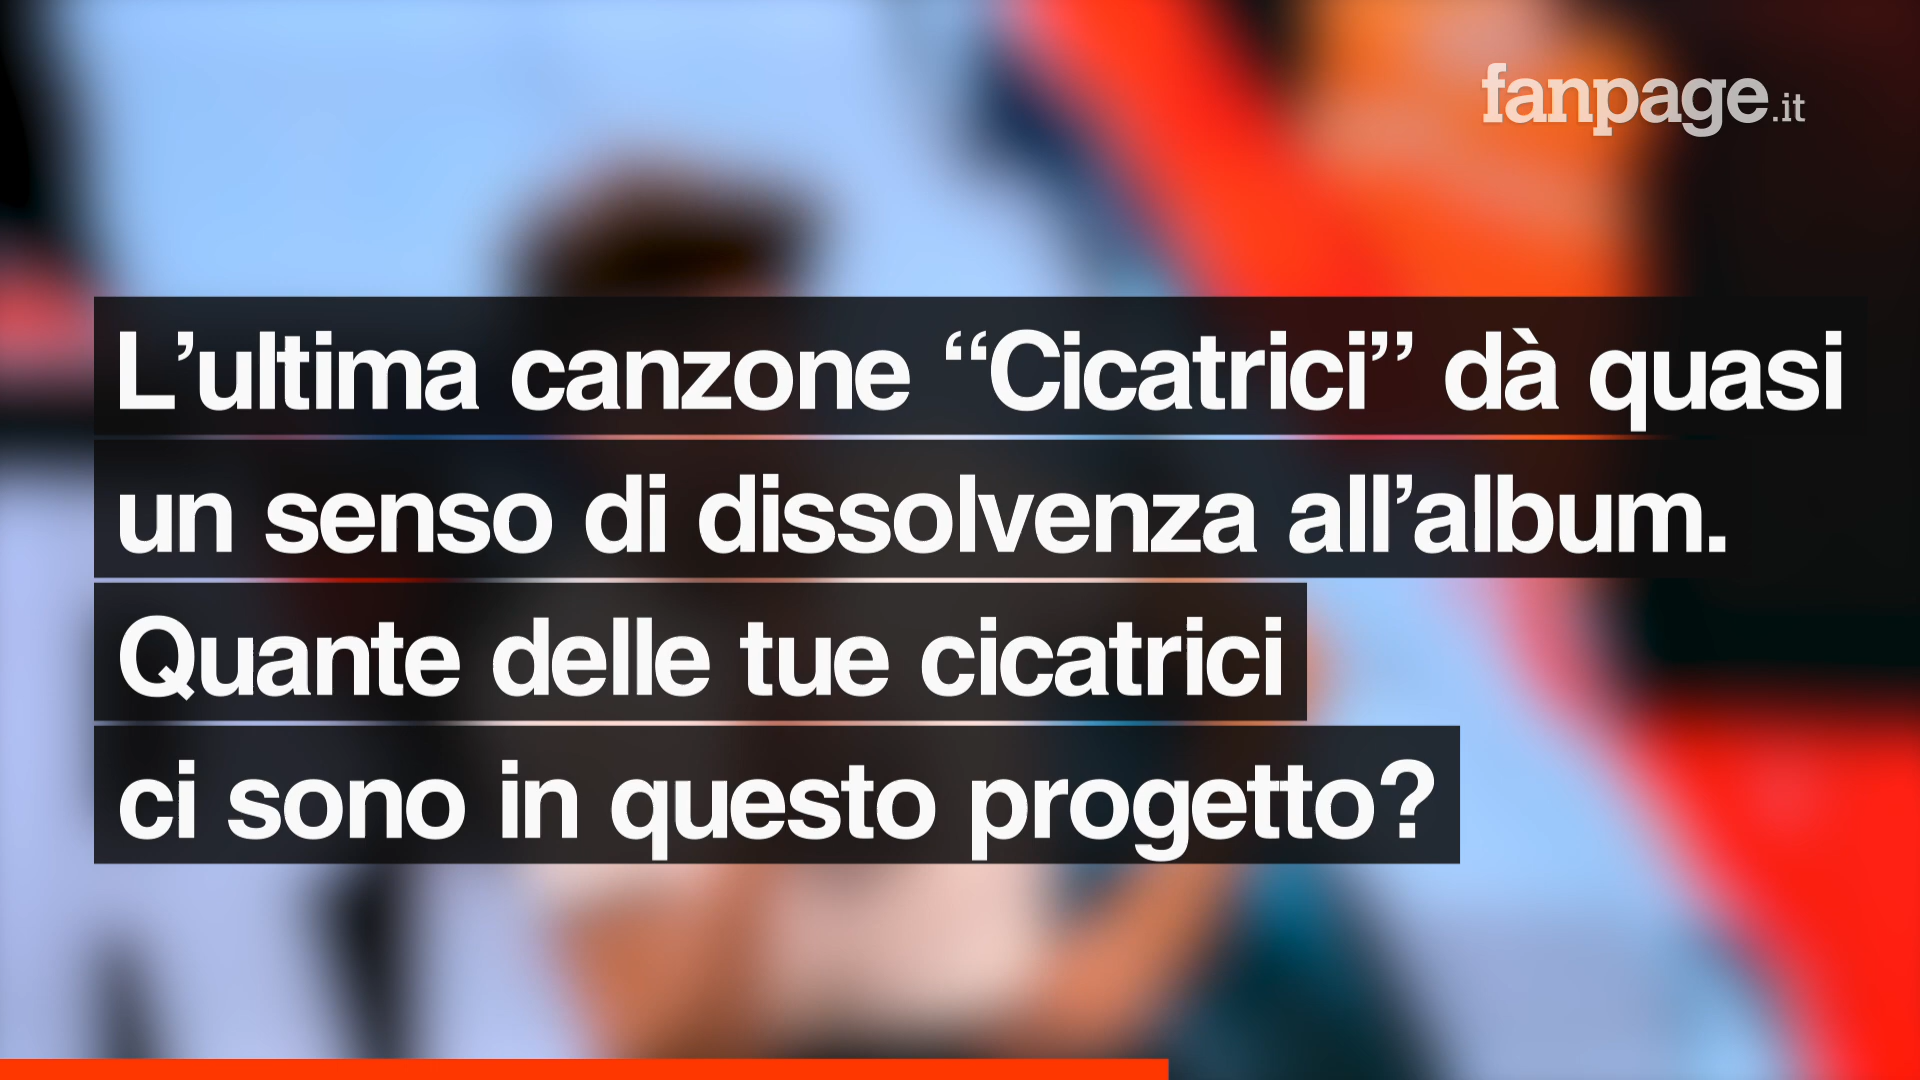 fanpage.it
L’ultima canzone “Cicatrici” dà quasi
un senso di dissolvenza all’album.
Quante delle tue cicatrici
ci sono in questo progetto?